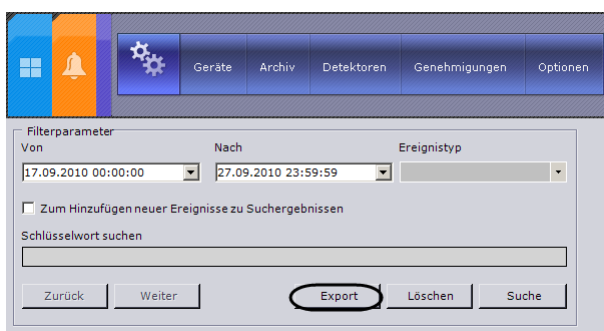 Geräte Archiv Detektoren Genehmigungen Optionen
Filterparameter
Von Nach Ereignistyp
17.09.2010 00:00:00 27.09.2010 23:59:59
Zum Hinzufügen neuer Ereignisse zu Suchergebnissen
Schlüsselwort suchen
Zurück Weiter Export Löschen Suche